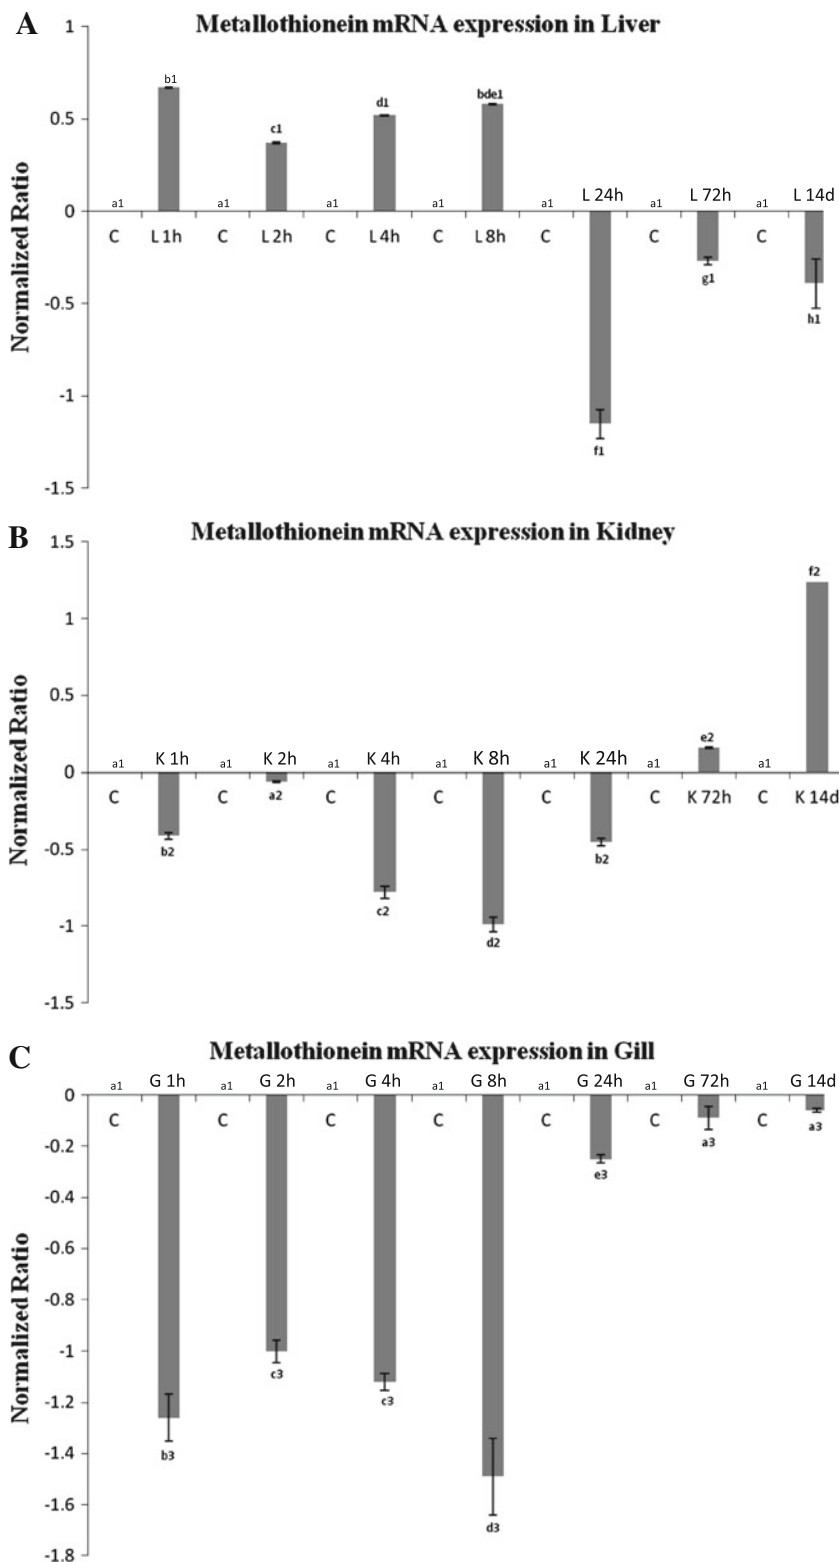 A
Metallothionein mRNA expression in Liver
Normalized Ratio
1
0.5
0
-0.5
-1
-1.5
b1
c1
d1
bde1
a1 a1 a1 a1 a1 L 24h a1 L 72h a1 L 14d
C L 1h C L 2h C L 4h C L 8h C C C
g1
h1
f1
B
Metallothionein mRNA expression in Kidney
Normalized Ratio
1.5
1
0.5
0
-0.5
-1
-1.5
f2
e2
a1 K 1h a1 K 2h a1 K 4h a1 K 8h a1 K 24h a1 a1
C C a2 C C C C K 72h C K 14d
b2
b2
c2
d2
C
Metallothionein mRNA expression in Gill
Normalized Ratio
a1 G 1h a1 G 2h a1 G 4h a1 G 8h a1 G 24h a1 G 72h a1 G 14d
0
-0.2
-0.4
-0.6
-0.8
-1
-1.2
-1.4
-1.6
-1.8
C C C C C C C
a3
a3
e3
c3
c3
b3
d3